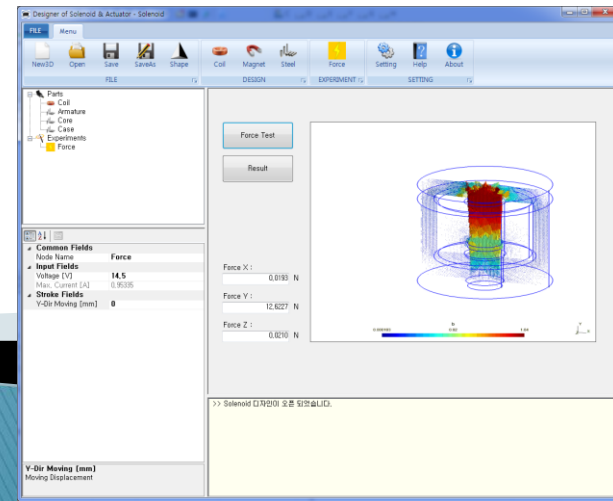 Designer of Solenoid & Actuator - Solenoid
FILE Menu
New3D Open Save SaveAs Shape Coil Magnet Steel Force Setting Help About
FILE DESIGN EXPERIMENT SETTING
Parts
Coil
Armature
Core
Case
Experiments
Force
Force Test
Result
Common Fields
Node Name Force
Input Fields
Voltage [V] 14,5
Max. Current [A] 0,95335
Stroke Fields
Y-Dir Moving [mm] 0
Force X :
0,0193 N
Force Y :
12,6227 N
Force Z :
0,0210 N
>> Solenoid 디자인이 오픈 되었습니다.
Y-Dir Moving [mm]
Moving Displacement